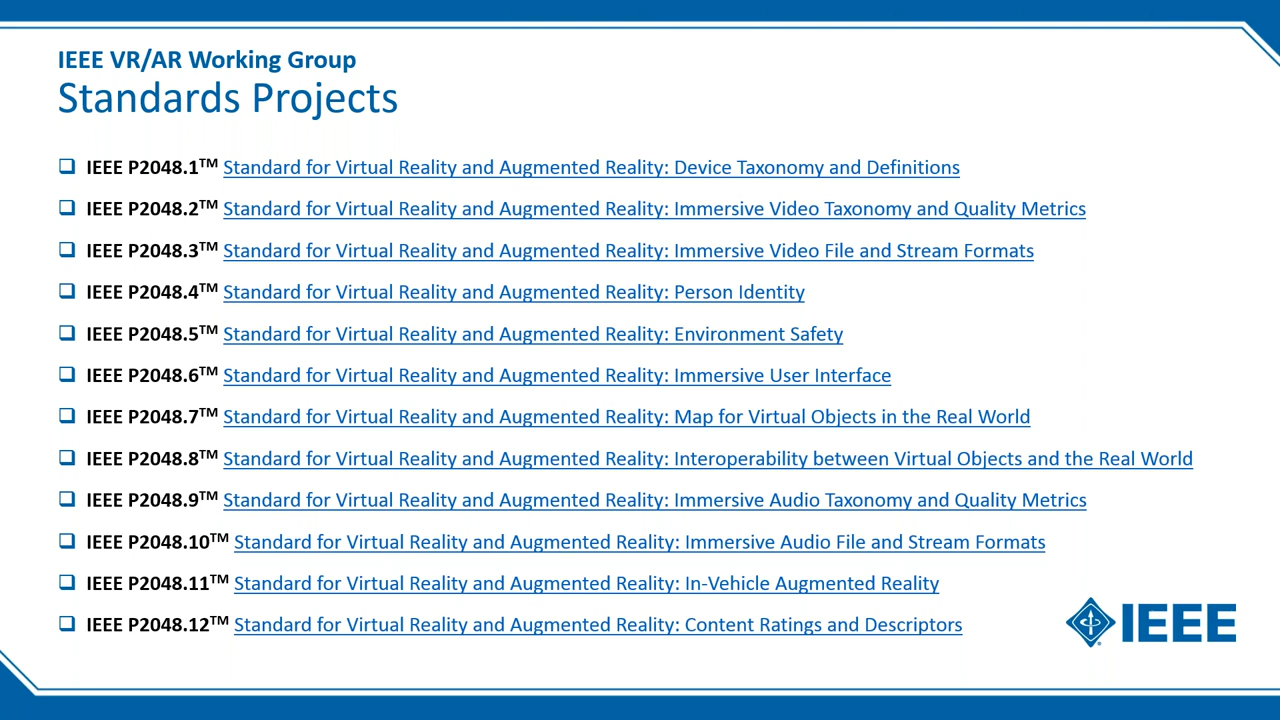 IEEE VR/AR Working Group
Standards Projects
❑ IEEE P2048.1™ Standard for Virtual Reality and Augmented Reality: Device Taxonomy and Definitions
❑ IEEE P2048.2™ Standard for Virtual Reality and Augmented Reality: Immersive Video Taxonomy and Quality Metrics
❑ IEEE P2048.3™ Standard for Virtual Reality and Augmented Reality: Immersive Video File and Stream Formats
❑ IEEE P2048.4™ Standard for Virtual Reality and Augmented Reality: Person Identity
❑ IEEE P2048.5™ Standard for Virtual Reality and Augmented Reality: Environment Safety
❑ IEEE P2048.6™ Standard for Virtual Reality and Augmented Reality: Immersive User Interface
❑ IEEE P2048.7™ Standard for Virtual Reality and Augmented Reality: Map for Virtual Objects in the Real World
❑ IEEE P2048.8™ Standard for Virtual Reality and Augmented Reality: Interoperability between Virtual Objects and the Real World
❑ IEEE P2048.9™ Standard for Virtual Reality and Augmented Reality: Immersive Audio Taxonomy and Quality Metrics
❑ IEEE P2048.10™ Standard for Virtual Reality and Augmented Reality: Immersive Audio File and Stream Formats
❑ IEEE P2048.11™ Standard for Virtual Reality and Augmented Reality: In-Vehicle Augmented Reality
❑ IEEE P2048.12™ Standard for Virtual Reality and Augmented Reality: Content Ratings and Descriptors
IEEE